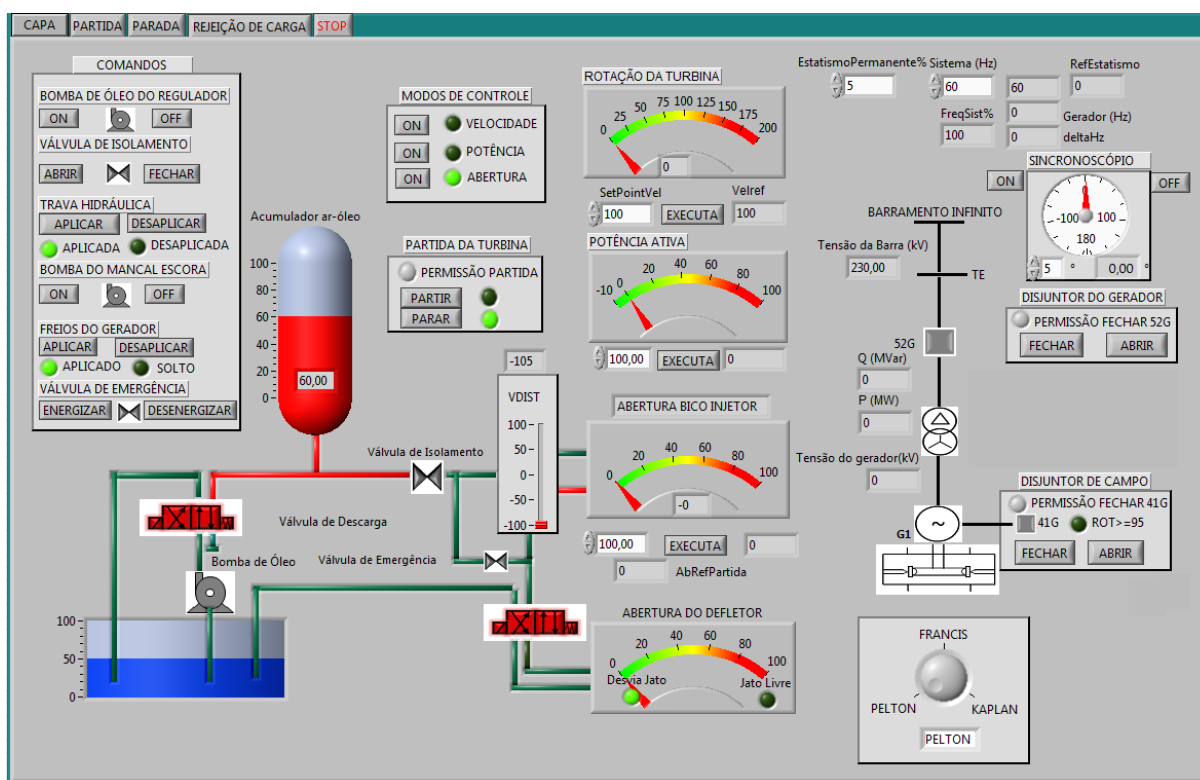 CAPA PARTIDA PARADA REJEIÇÃO DE CARGA STOP
COMANDOS
BOMBA DE ÓLEO DO REGULADOR
ON OFF
VÁLVULA DE ISOLAMENTO
ABRIR FECHAR
TRAVA HIDRÁULICA
APLICAR DESAPLICAR
APLICADA DESAPLICADA
BOMBA DO MANCAL ESCORA
ON OFF
FREIOS DO GERADOR
APLICAR DESAPLICAR
APLICADO SOLTO
VÁLVULA DE EMERGÊNCIA
ENERGIZAR DESENERGIZAR
MODOS DE CONTROLE
ON VELOCIDADE
ON POTÊNCIA
ON ABERTURA
PARTIDA DA TURBINA
PERMISSÃO PARTIDA
PARTIR
PARAR
Acumulador ar-óleo
100
80
60
40
20
0
60,00
-105
VDIST
100
50
0
-50
-100
Válvula de Isolamento
Válvula de Descarga
Bomba de Óleo
Válvula de Emergência
100
50
0
ROTAÇÃO DA TURBINA
0 25 50 75 100 125 150 175 200
0
SetPointVel Velref
100 EXECUTA 100
POTÊNCIA ATIVA
-10 0 20 40 60 80 100
100,00 EXECUTA 0
ABERTURA BICO INJETOR
0 20 40 60 80 100
-0
100,00 EXECUTA 0
0 AbRefPartida
ABERTURA DO DEFLETOR
0 20 40 60 80 100
Desvia Jato Jato Livre
EstatismoPermanente% Sistema (Hz) RefEstatismo
5 60 60 0
FreqSist% 0 Gerador (Hz)
100 0 deltaHz
SINCRONOSCÓPIO
ON OFF
0
-100 100
180
5 ° 0,00 °
BARRAMENTO INFINITO
Tensão da Barra (kV)
230,00
TE
DISJUNTOR DO GERADOR
PERMISSÃO FECHAR 52G
FECHAR ABRIR
52G
Q (MVar)
0
P (MW)
0
Tensão do gerador(kV)
0
G1
~
DISJUNTOR DE CAMPO
PERMISSÃO FECHAR 41G
41G ROT>=95
FECHAR ABRIR
FRANCIS
PELTON KAPLAN
PELTON